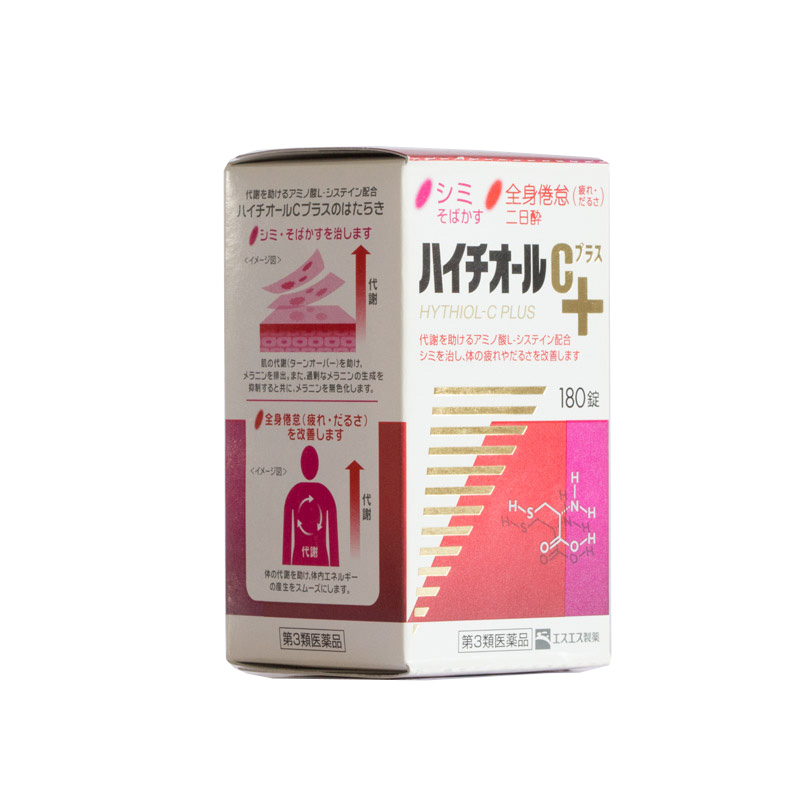 代謝を助けるアミノ酸L-システイン配合
ハイチオールCプラスのはたらき
シミ・そばかすを治します
<イメージ図>
代謝
肌の代謝(ターンオーバー)を助け、
メラニンを排出。また、過剰なメラニンの生成を
抑制すると共に、メラニンを無色化します。
全身倦怠(疲れ・だるさ)
を改善します
<イメージ図>
代謝
代謝
体の代謝を助け、体内エネルギー
の産生をスムーズにします。
第3類医薬品
シミ
そばかす
全身倦怠(疲れ・だるさ)
二日酔
ハイチオールCプラス
+
HYTHIOL-C PLUS
代謝を助けるアミノ酸L-システイン配合
シミを治し、体の疲れやだるさを改善します
180錠
H
H S N H
H
O O H
H S N H
O O H
第3類医薬品
エスエス製薬